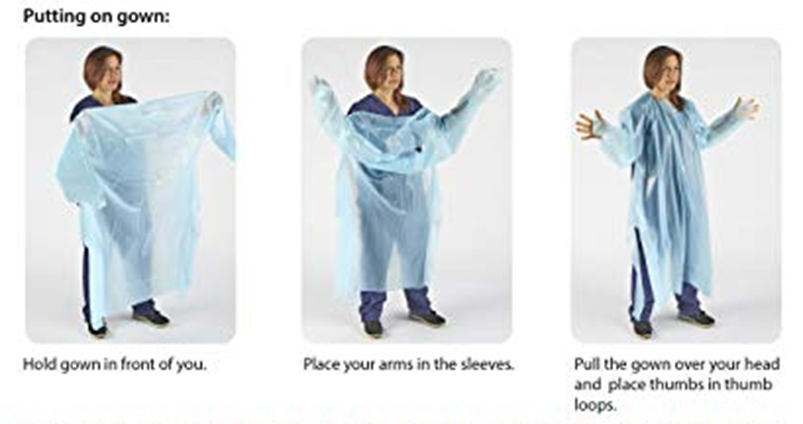 Putting on gown:
Hold gown in front of you.
Place your arms in the sleeves.
Pull the gown over your head
and place thumbs in thumb
loops.